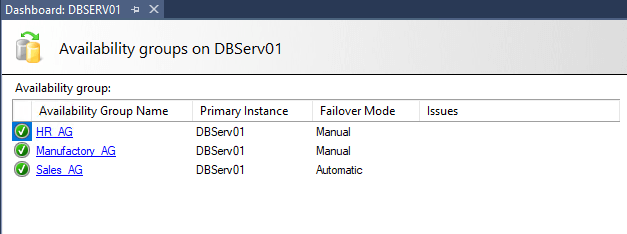 Dashboard: DBSERV01
Availability groups on DBServ01
Availability group:
Availability Group Name Primary Instance Failover Mode Issues
HR_AG DBServ01 Manual
Manufactory_AG DBServ01 Manual
Sales_AG DBServ01 Automatic